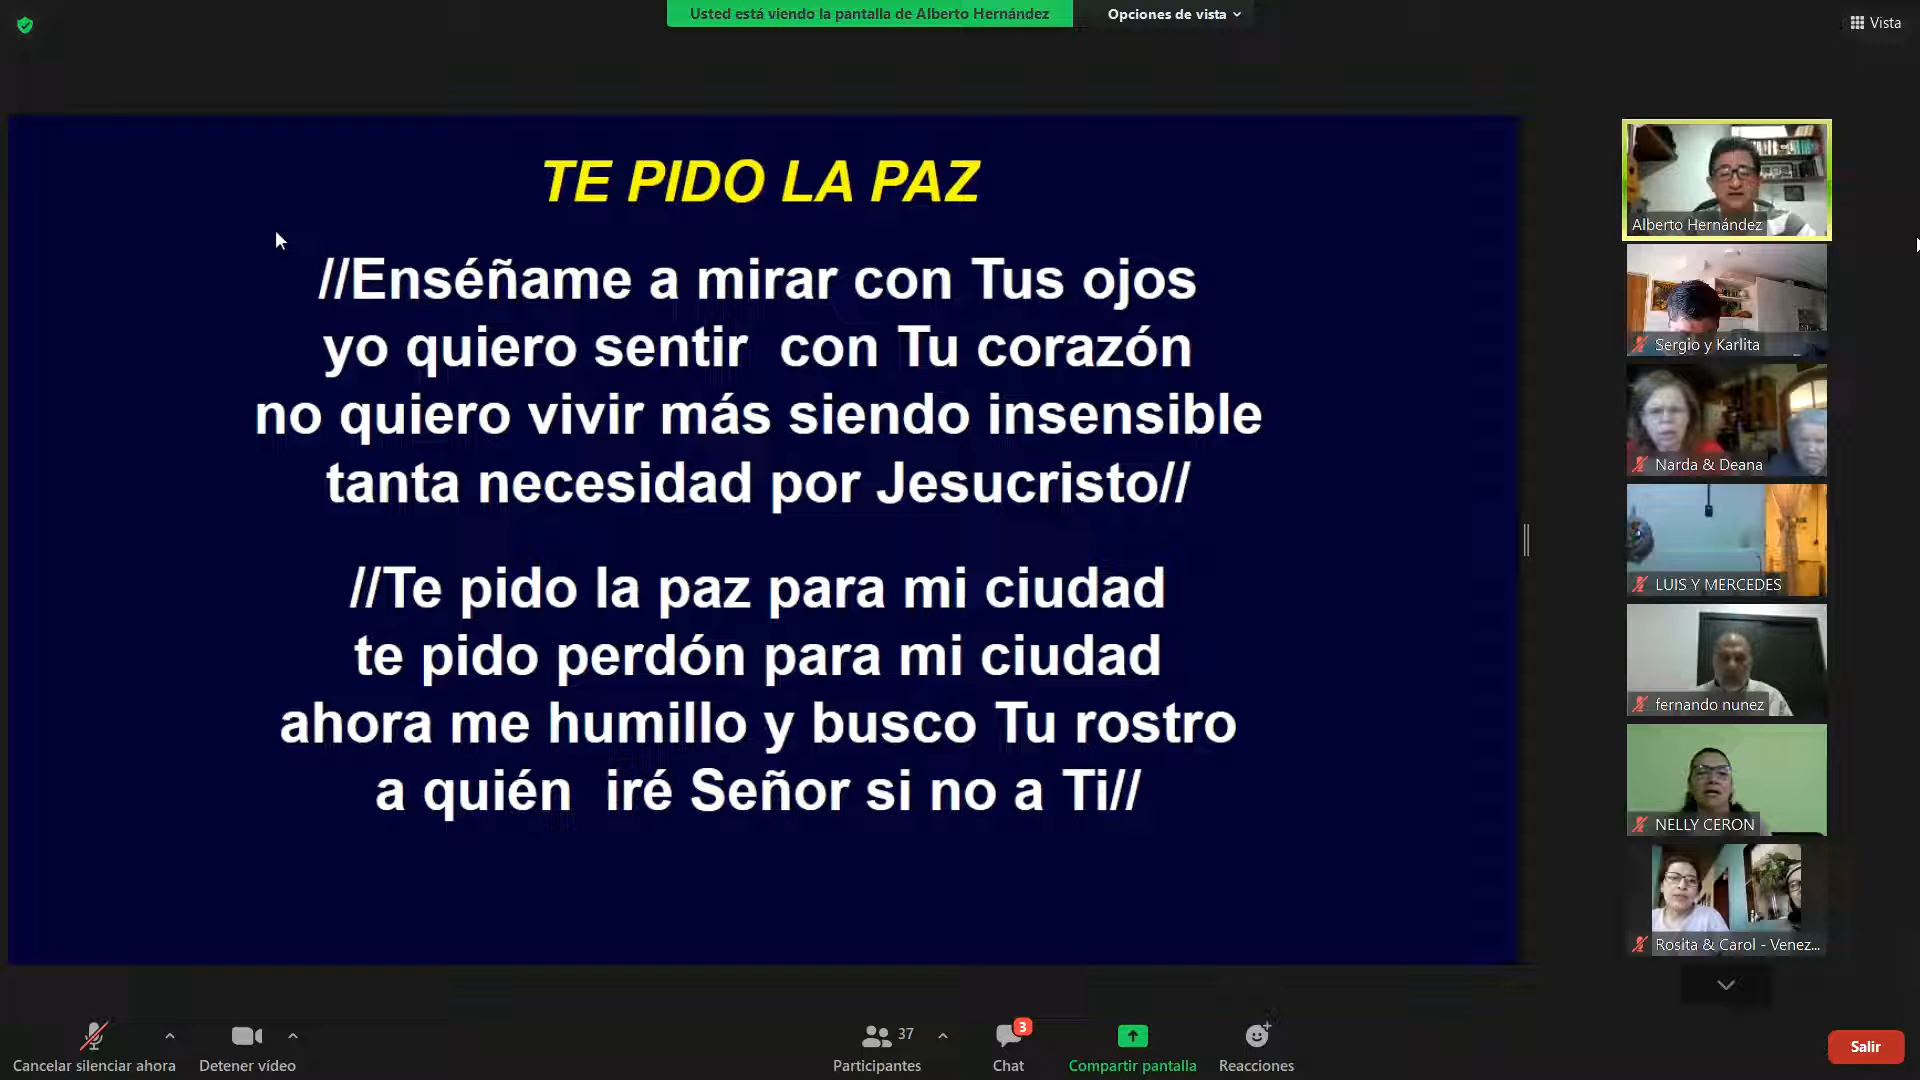 Usted está viendo la pantalla de Alberto Hernández
Opciones de vista
Vista
TE PIDO LA PAZ
//Enséñame a mirar con Tus ojos
yo quiero sentir con Tu corazón
no quiero vivir más siendo insensible
tanta necesidad por Jesucristo//
//Te pido la paz para mi ciudad
te pido perdón para mi ciudad
ahora me humillo y busco Tu rostro
a quién iré Señor si no a Ti//
Alberto Hernández
Sergio y Karlita
Narda & Deana
LUIS Y MERCEDES
fernando nunez
NELLY CERON
Rosita & Carol - Venez...
Cancelar silenciar ahora
Detener vídeo
37
Participantes
3
Chat
Compartir pantalla
Reacciones
Salir